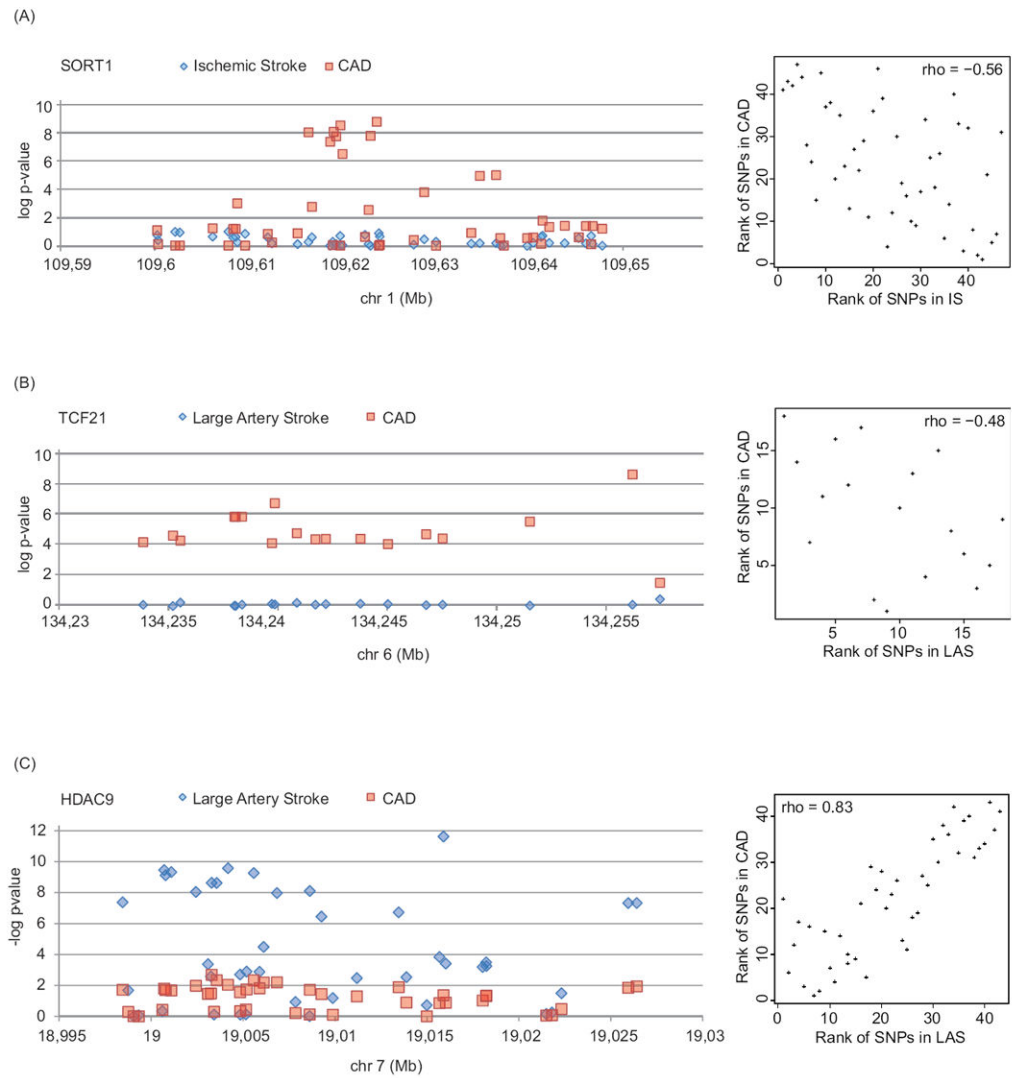 (A)
SORT1
Ischemic Stroke
CAD
10
8
6
4
2
0
log p-value
109,59
109,6
109,61
109,62
109,63
109,64
109,65
chr 1 (Mb)
rho = −0.56
40
30
20
10
0
Rank of SNPs in CAD
0
10
20
30
40
Rank of SNPs in IS
(B)
TCF21
Large Artery Stroke
CAD
10
8
6
4
2
0
log p-value
134,23
134,235
134,24
134,245
134,25
134,255
chr 6 (Mb)
rho = −0.48
15
10
5
Rank of SNPs in CAD
5
10
15
Rank of SNPs in LAS
(C)
HDAC9
Large Artery Stroke
CAD
12
10
8
6
4
2
0
-log pvalue
18,995
19
19,005
19,01
19,015
19,02
19,025
19,03
chr 7 (Mb)
rho = 0.83
40
30
20
10
0
Rank of SNPs in CAD
0
10
20
30
40
Rank of SNPs in LAS